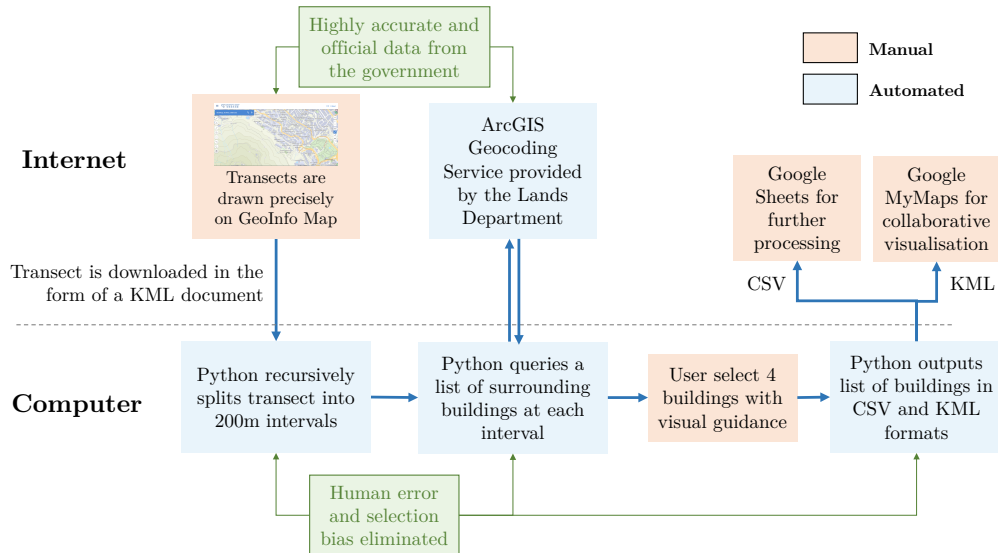 Highly accurate and
official data from
the government
Manual
Automated
Internet
Transects are
drawn precisely
on GeoInfo Map
ArcGIS
Geocoding
Service provided
by the Lands
Department
Google
Sheets for
further
processing
Google
MyMaps for
collaborative
visualisation
Transect is downloaded in the
form of a KML document
CSV
KML
Computer
Python recursively
splits transect into
200m intervals
Python queries a
list of surrounding
buildings at each
interval
User select 4
buildings with
visual guidance
Python outputs
list of buildings in
CSV and KML
formats
Human error
and selection
bias eliminated